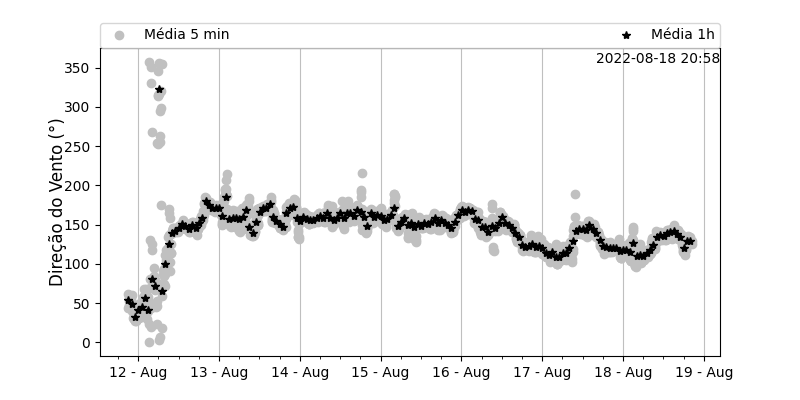 Média 5 min
Média 1h
2022-08-18 20:58
Direção do Vento (°)
350
300
250
200
150
100
50
0
12 - Aug
13 - Aug
14 - Aug
15 - Aug
16 - Aug
17 - Aug
18 - Aug
19 - Aug